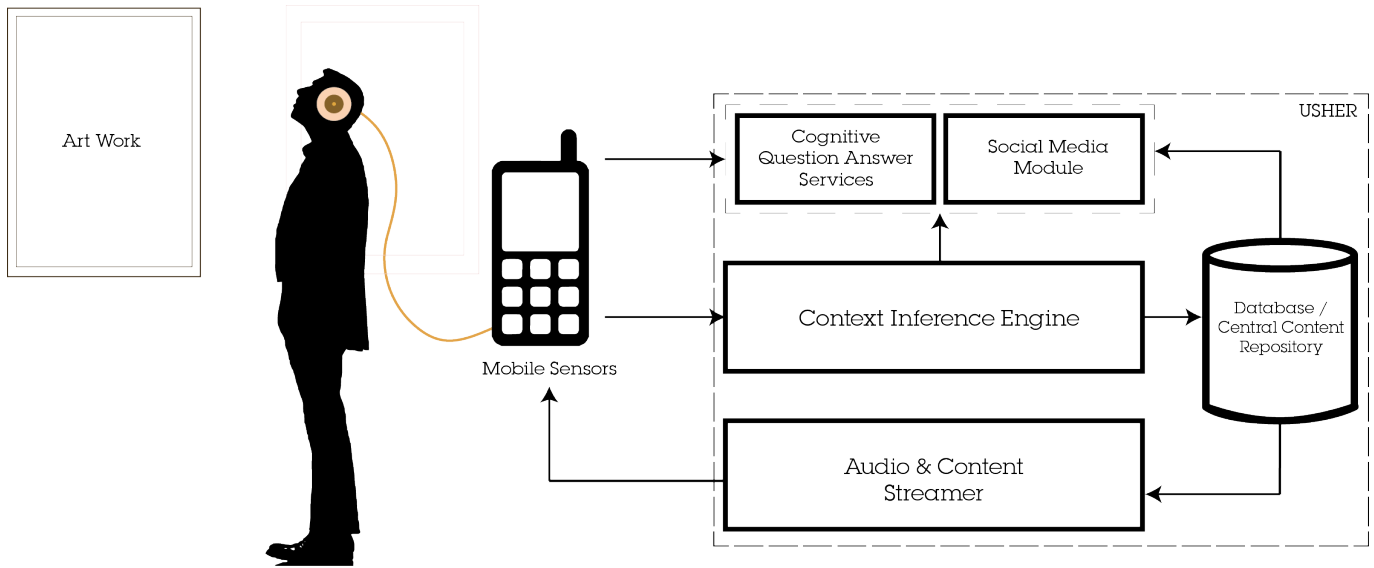 Art Work
Mobile Sensors
USHER
Cognitive
Question Answer
Services
Social Media
Module
Context Inference Engine
Database /
Central Content
Repository
Audio & Content
Streamer